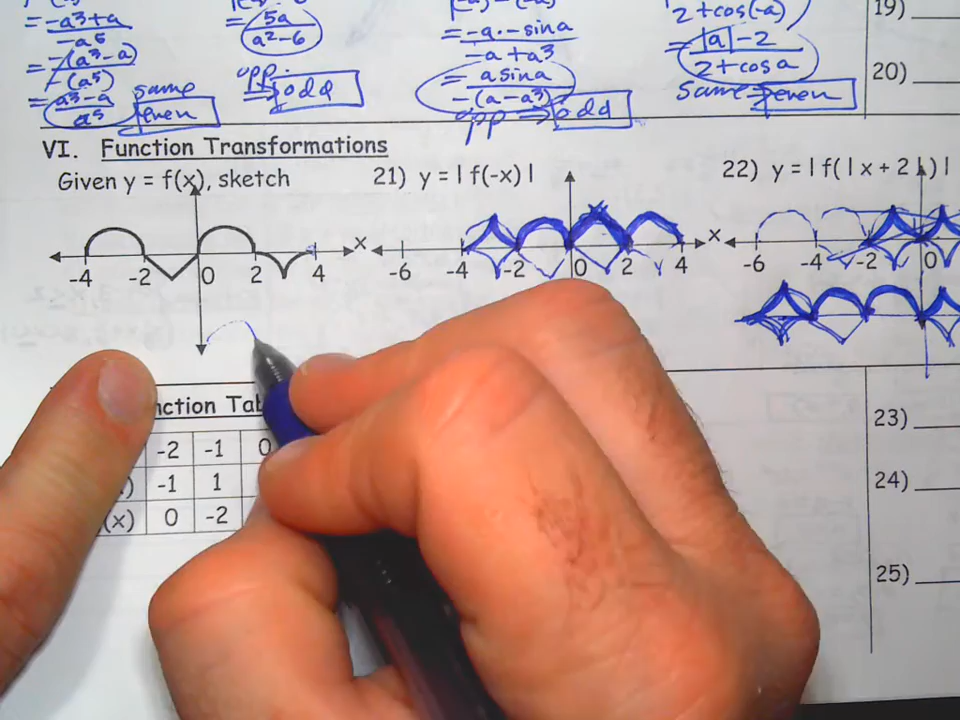 = -a³+a
-a⁵
= -(a³-a)
-(a⁵)
= a³-a
a⁵
same
even
= 5a
a²-6
opp.
⇒ odd
= -a·-sina
-a+a³
= a sina
-(a-a³)
opp ⇒ odd
2+cos(-a)
= |a|-2
2+cosa
same ⇒ even
19)
20)
VI. Function Transformations
Given y = f(x), sketch
21) y = | f(-x) |
22) y = | f( | x + 2 | ) |
-4 -2 0 2 4 x
-6 -4 -2 0 2 4 x
-6 -4 -2 0
nction Tab
-2 -1 0
) -1 1
(x) 0 -2
23)
24)
25)